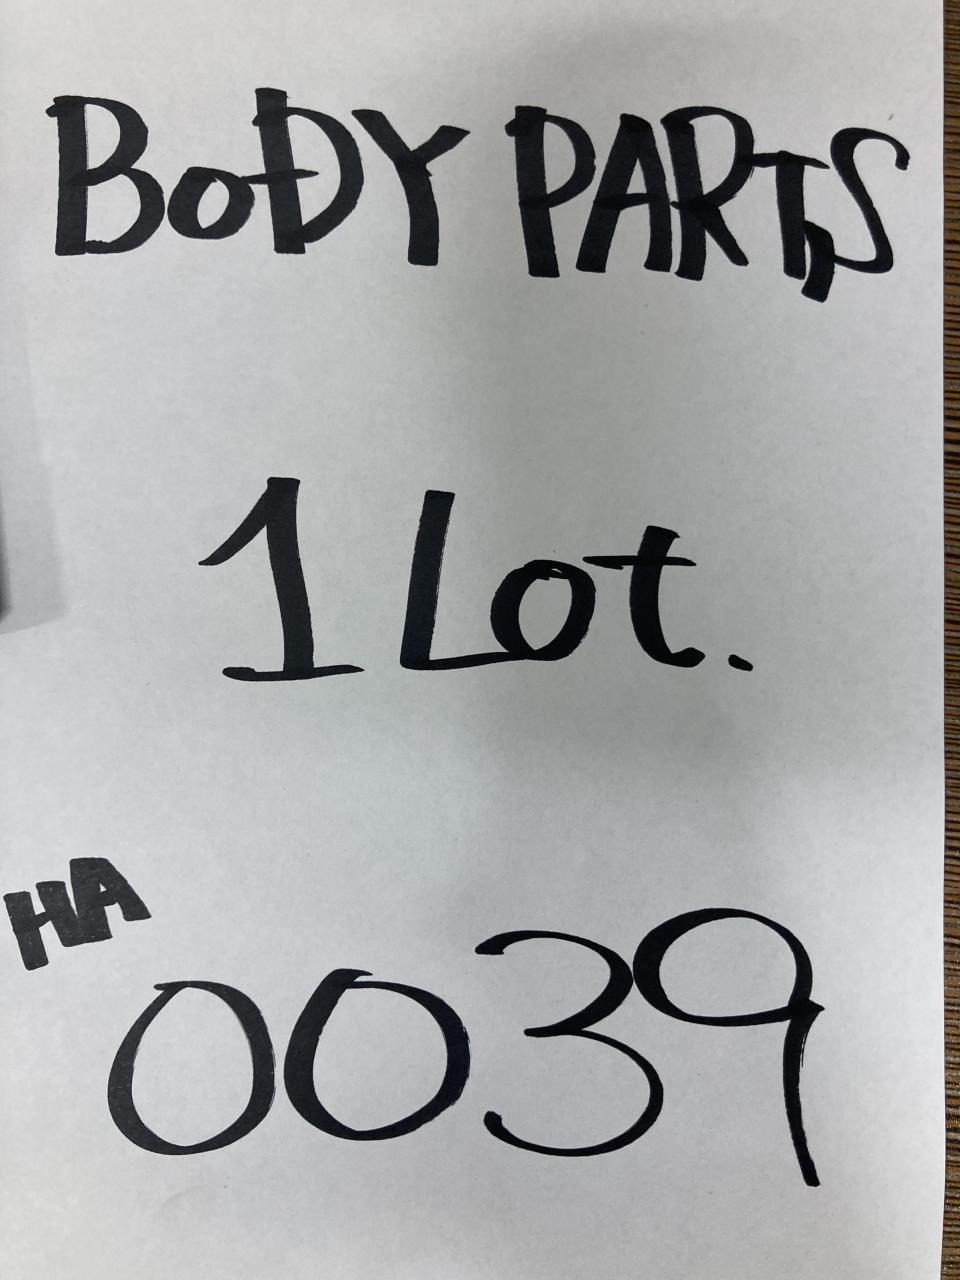 BoDY PARTS
1 Lot.
HA
0039